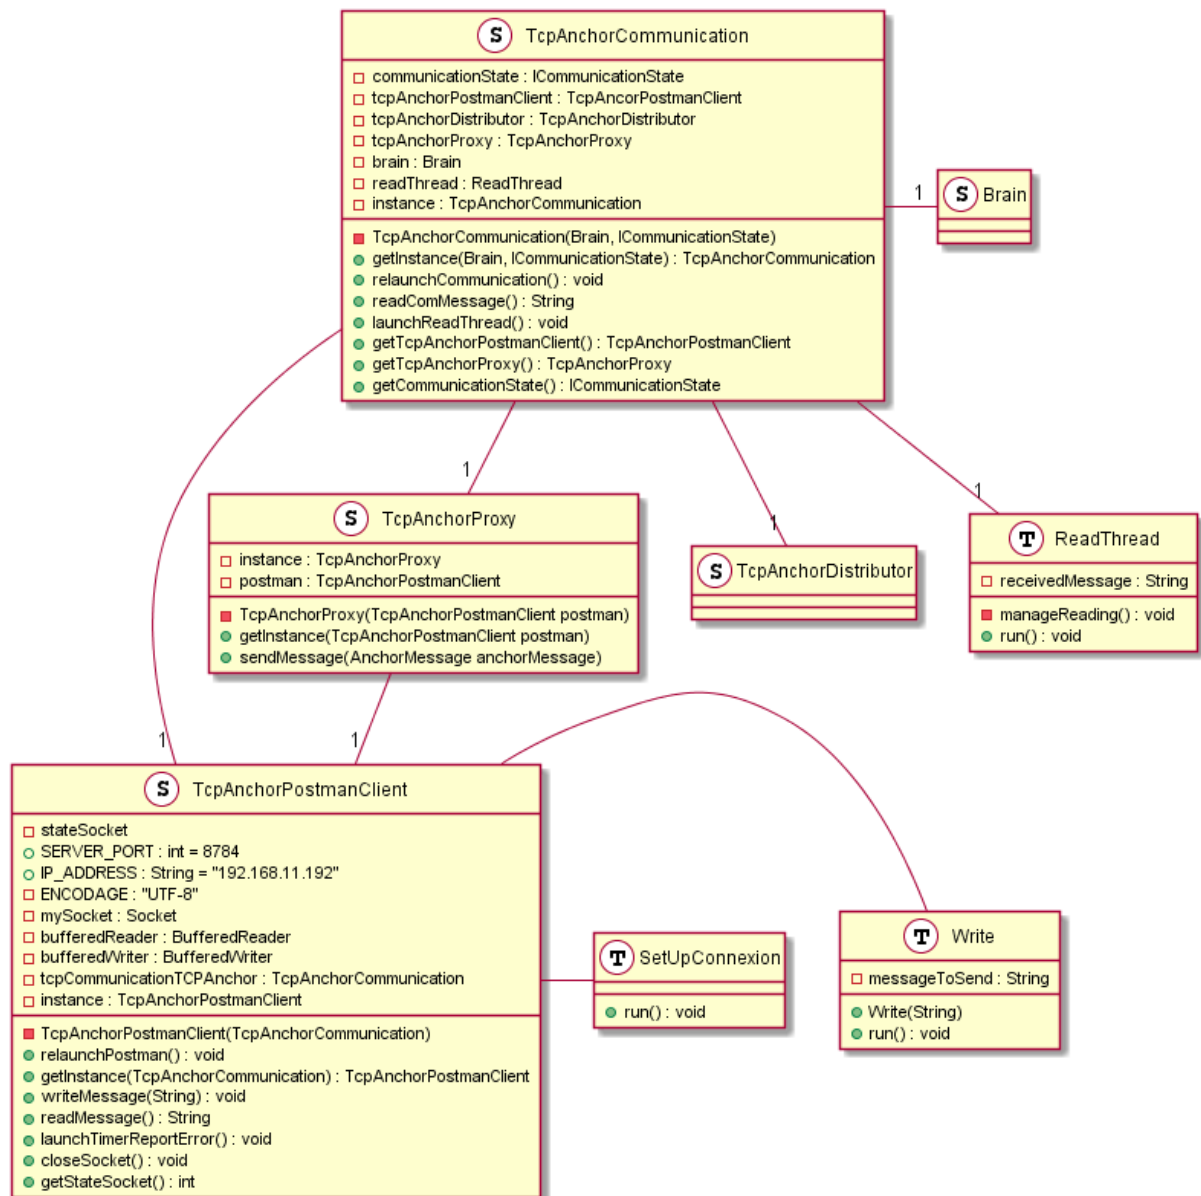 S TcpAnchorCommunication
communicationState : ICommunicationState
tcpAnchorPostmanClient : TcpAncorPostmanClient
tcpAnchorDistributor : TcpAnchorDistributor
tcpAnchorProxy : TcpAnchorProxy
brain : Brain
readThread : ReadThread
instance : TcpAnchorCommunication
TcpAnchorCommunication(Brain, ICommunicationState)
getInstance(Brain, ICommunicationState) : TcpAnchorCommunication
relaunchCommunication() : void
readComMessage() : String
launchReadThread() : void
getTcpAnchorPostmanClient() : TcpAnchorPostmanClient
getTcpAnchorProxy() : TcpAnchorProxy
getCommunicationState() : ICommunicationState
1
S Brain
1
S TcpAnchorProxy
instance : TcpAnchorProxy
postman : TcpAnchorPostmanClient
TcpAnchorProxy(TcpAnchorPostmanClient postman)
getInstance(TcpAnchorPostmanClient postman)
sendMessage(AnchorMessage anchorMessage)
1
S TcpAnchorDistributor
1
T ReadThread
receivedMessage : String
manageReading() : void
run() : void
1
1
S TcpAnchorPostmanClient
stateSocket
SERVER_PORT : int = 8784
IP_ADDRESS : String = "192.168.11.192"
ENCODAGE : "UTF-8"
mySocket : Socket
bufferedReader : BufferedReader
bufferedWriter : BufferedWriter
tcpCommunicationTCPAnchor : TcpAnchorCommunication
instance : TcpAnchorPostmanClient
TcpAnchorPostmanClient(TcpAnchorCommunication)
relaunchPostman() : void
getInstance(TcpAnchorCommunication) : TcpAnchorPostmanClient
writeMessage(String) : void
readMessage() : String
launchTimerReportError() : void
closeSocket() : void
getStateSocket() : int
T SetUpConnexion
run() : void
T Write
messageToSend : String
Write(String)
run() : void